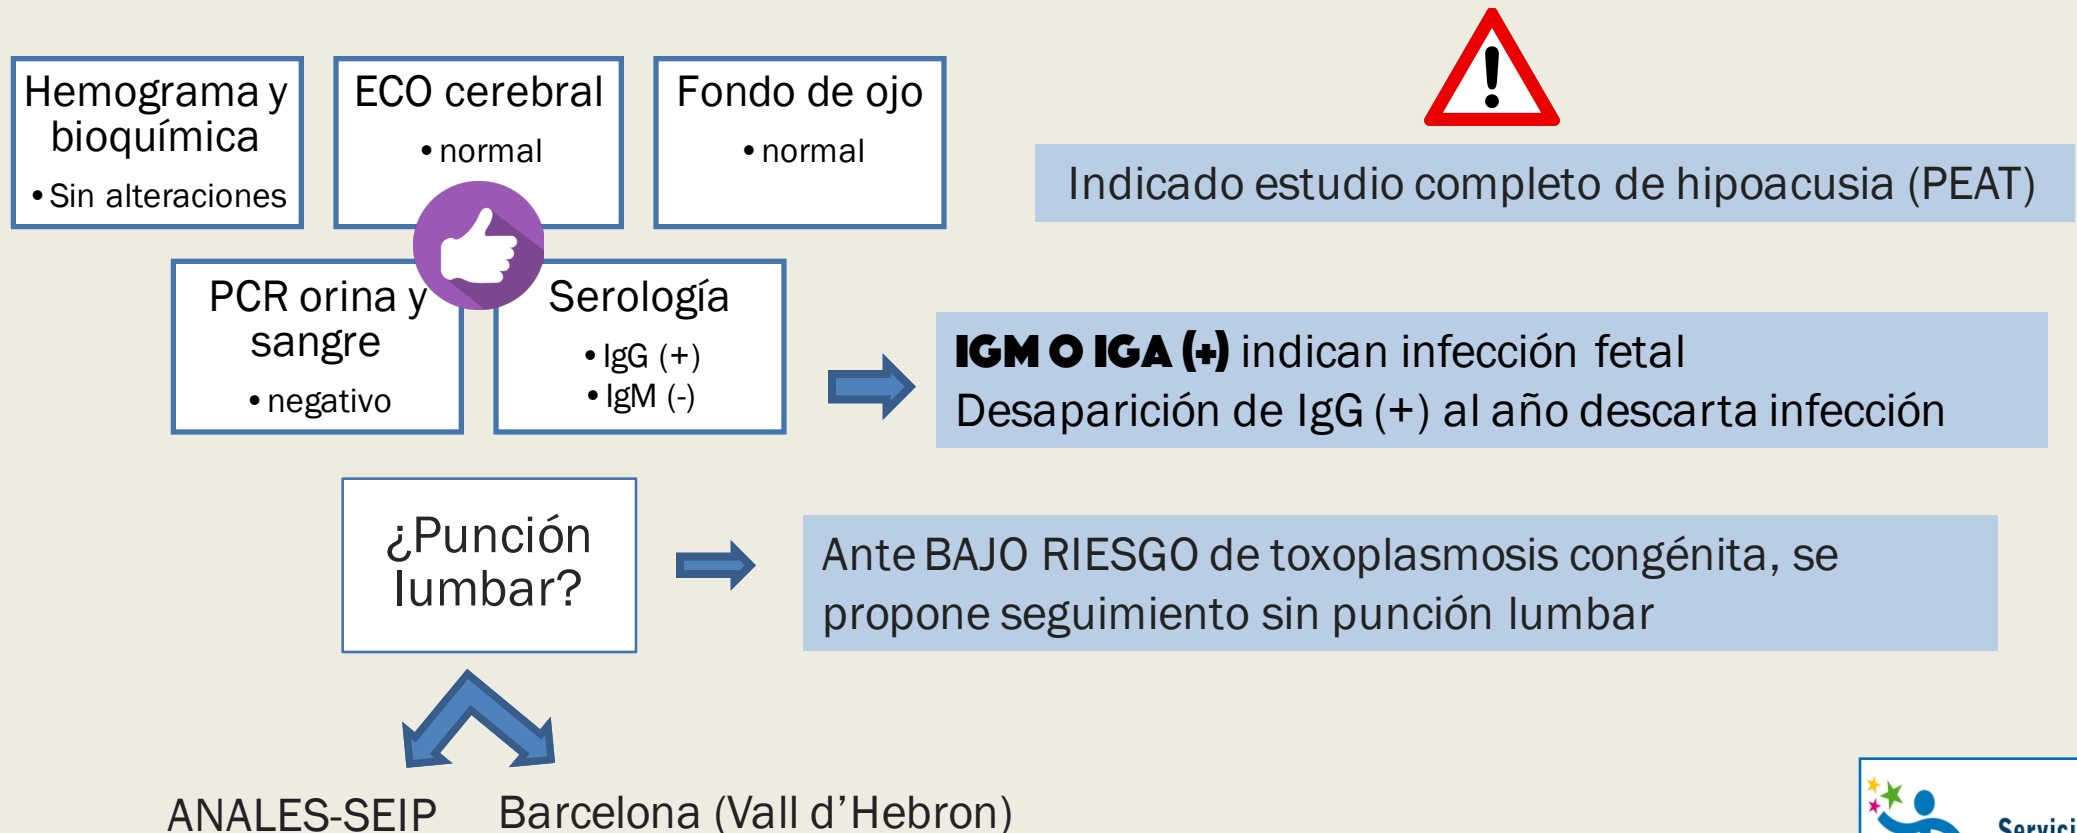 Hemograma y
bioquímica
• Sin alteraciones
ECO cerebral
• normal
Fondo de ojo
• normal
!
Indicado estudio completo de hipoacusia (PEAT)
PCR orina y
sangre
• negativo
Serología
• IgG (+)
• IgM (-)
IGM O IGA (+) indican infección fetal
Desaparición de IgG (+) al año descarta infección
¿Punción
lumbar?
Ante BAJO RIESGO de toxoplasmosis congénita, se
propone seguimiento sin punción lumbar
ANALES-SEIP
Barcelona (Vall d’Hebron)